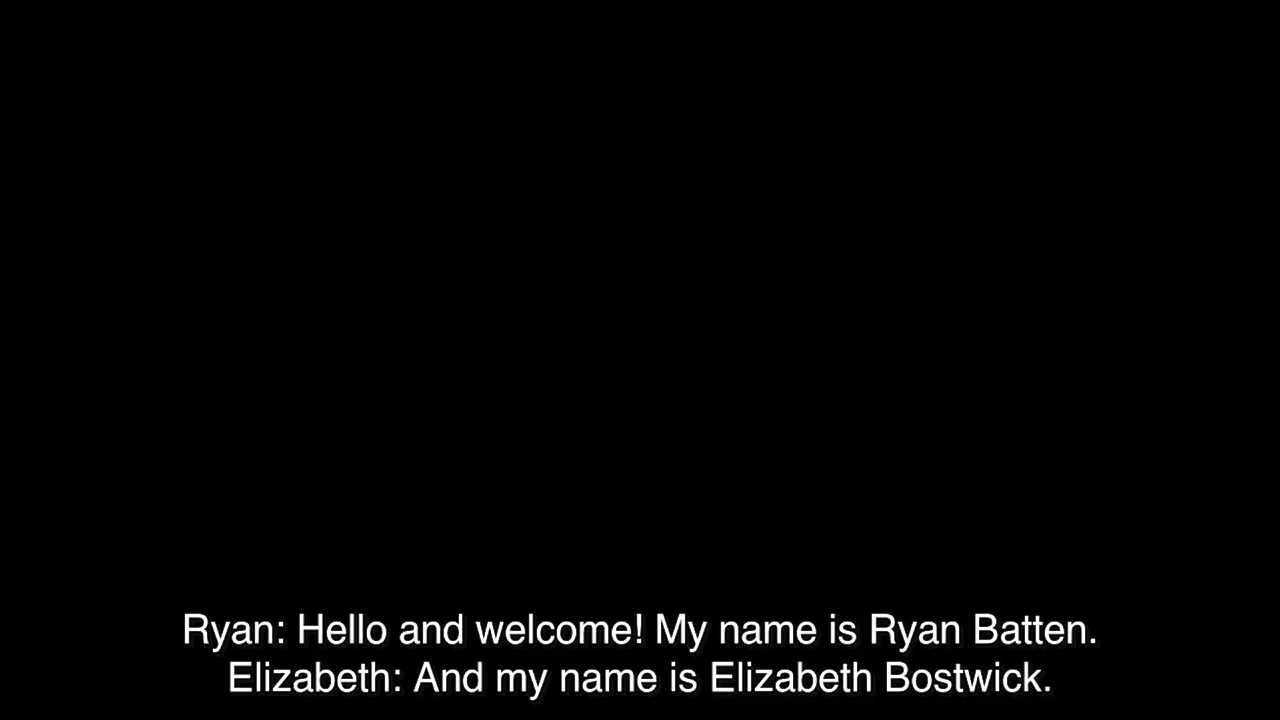 Ryan: Hello and welcome! My name is Ryan Batten.
Elizabeth: And my name is Elizabeth Bostwick.